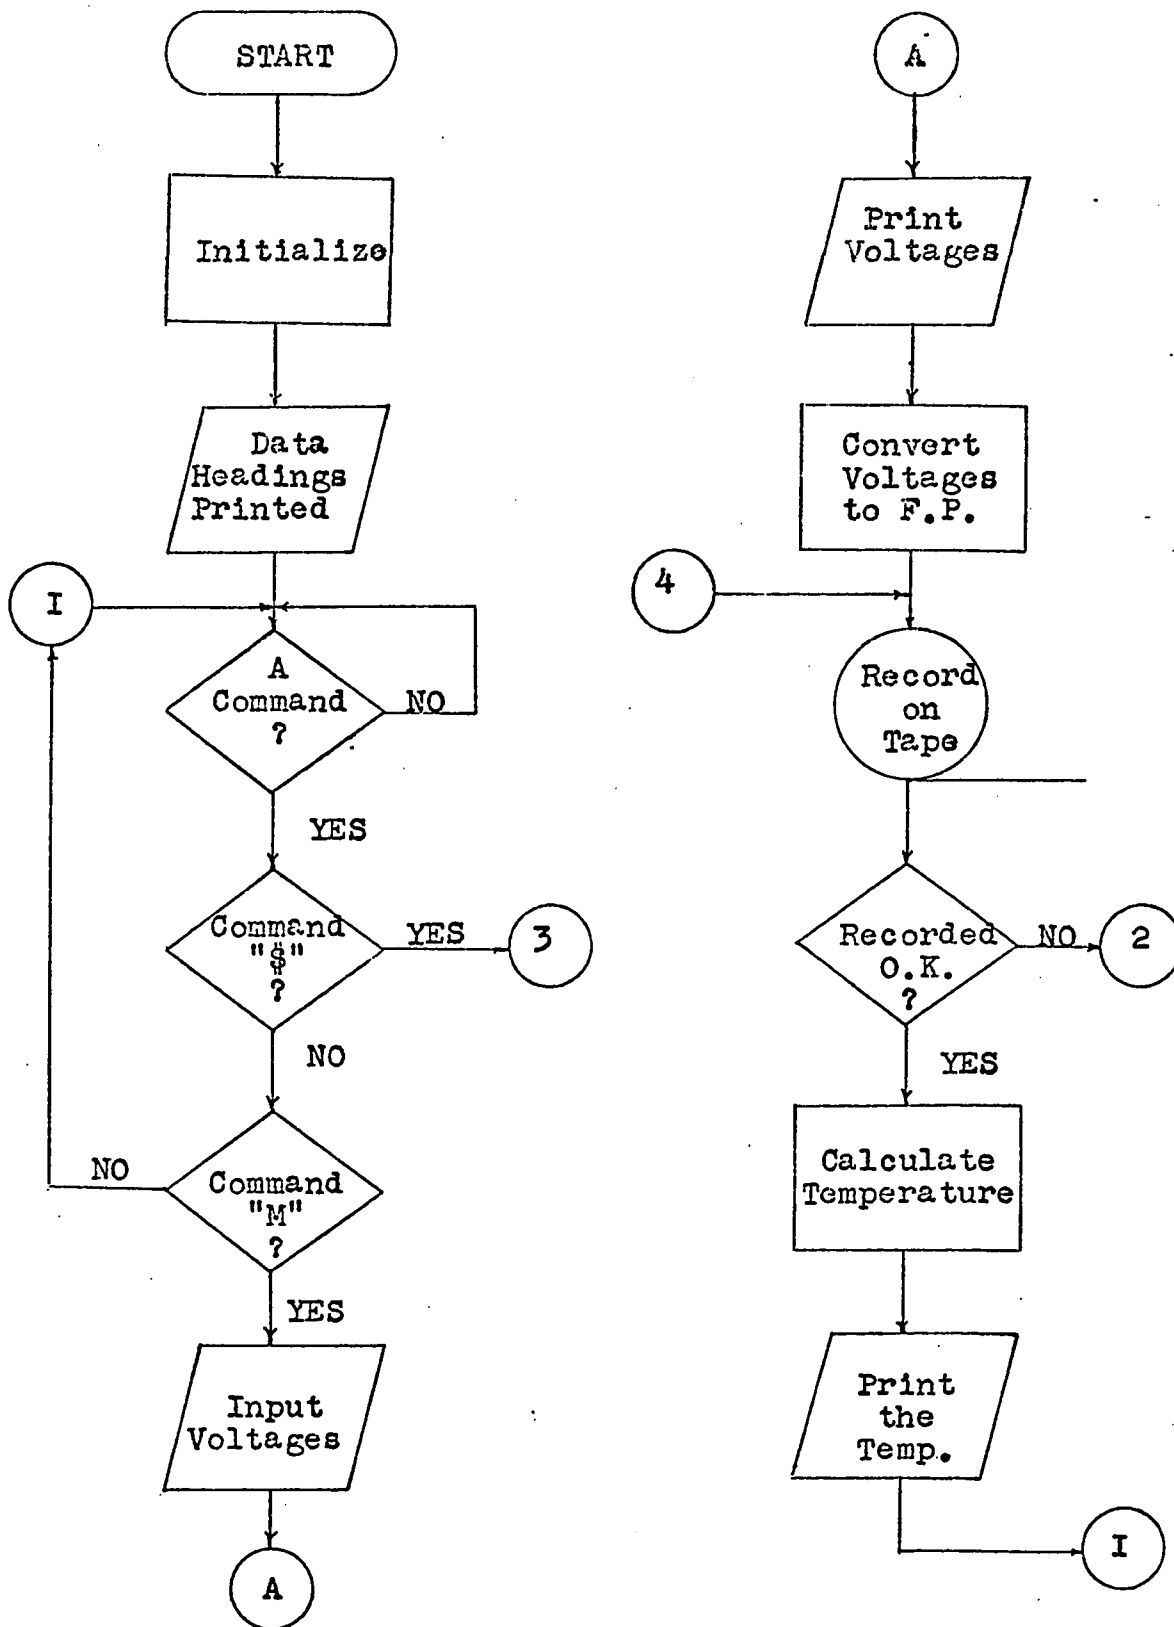 START
Initialize
Data
Headings
Printed
I
A
Command
?
NO
YES
Command
"$"
?
YES
3
NO
Command
"M"
?
NO
YES
Input
Voltages
A
A
Print
Voltages
Convert
Voltages
to F.P.
4
Record
on
Tape
Recorded
O.K.
?
NO
2
YES
Calculate
Temperature
Print
the
Temp.
I